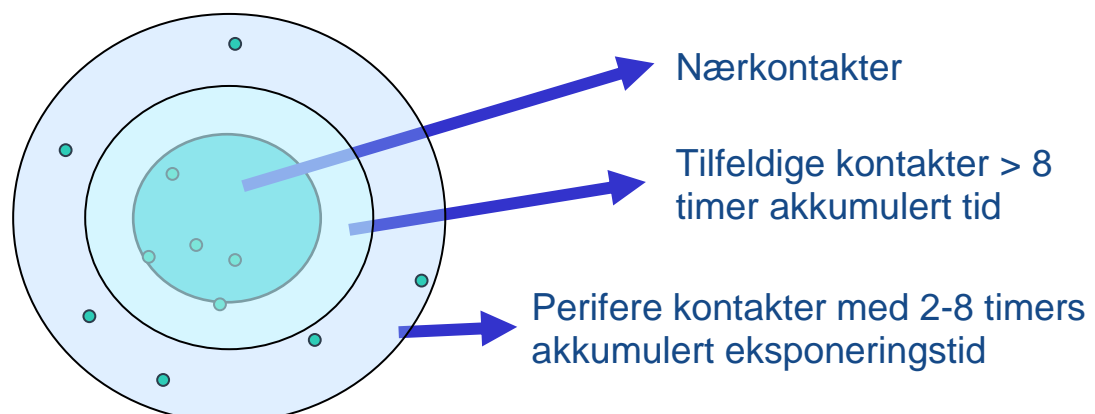 Nærkontakter
Tilfeldige kontakter > 8
timer akkumulert tid
Perifere kontakter med 2-8 timers
akkumulert eksponeringstid